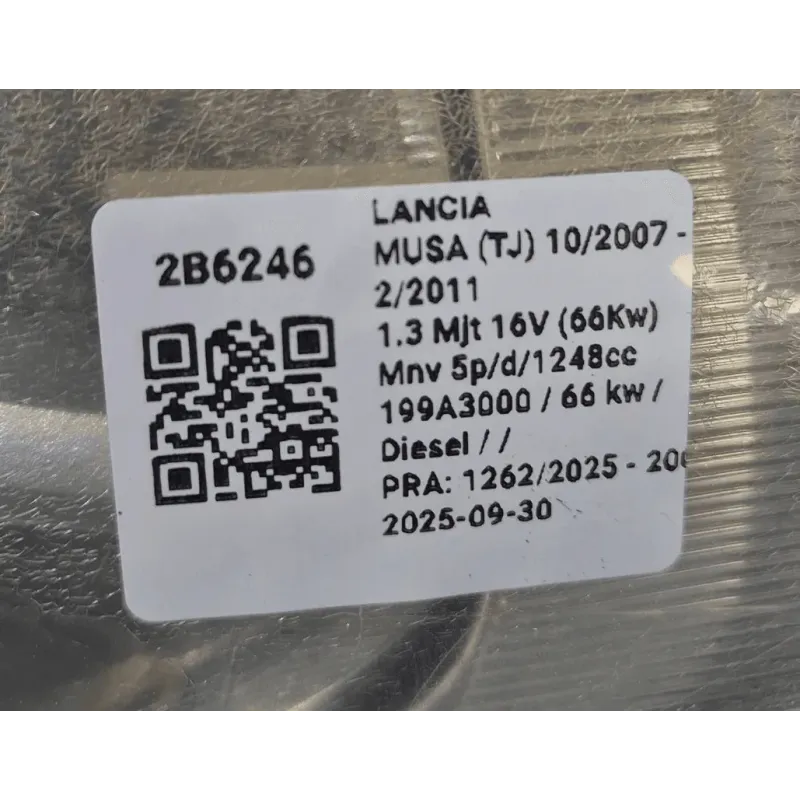 2B6246
LANCIA
MUSA (TJ) 10/2007 -
2/2011
1.3 Mjt 16V (66Kw)
Mnv 5p/d/1248cc
199A3000 / 66 kw /
Diesel / /
PRA: 1262/2025 -
2025-09-30